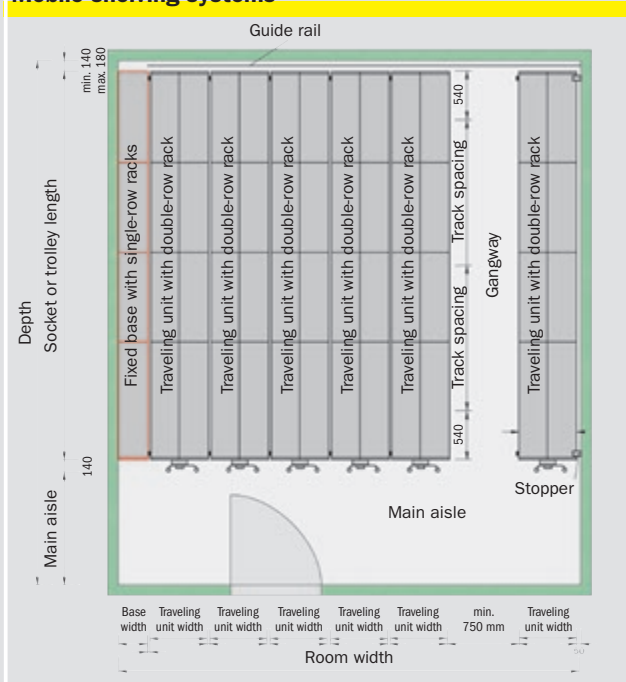 mobile shelving systems
Guide rail
min. 140
max. 180
Depth
Socket or trolley length
Fixed base with single-row racks
Traveling unit with double-row rack
Traveling unit with double-row rack
Traveling unit with double-row rack
Traveling unit with double-row rack
Traveling unit with double-row rack
540
Track spacing
Track spacing
540
Gangway
Traveling unit with double-row rack
140
Main aisle
Stopper
Main aisle
Base
width
Traveling
unit width
Traveling
unit width
Traveling
unit width
Traveling
unit width
Traveling
unit width
min.
750 mm
Traveling
unit width
50
Room width